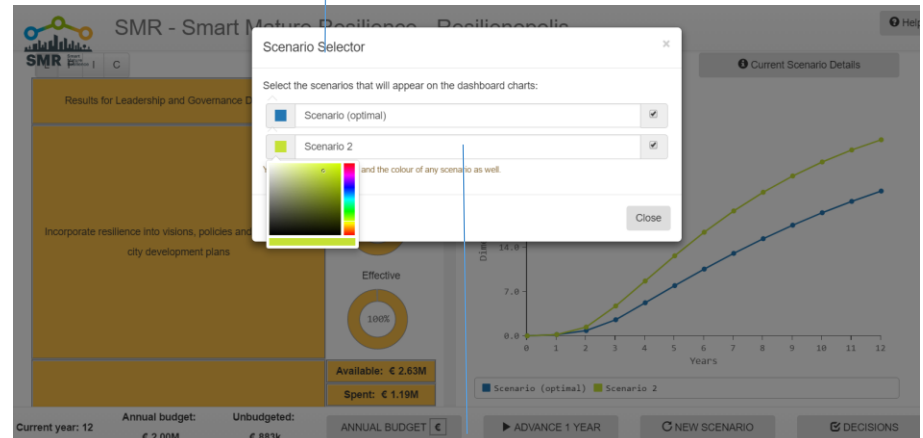 SMR - Smart Mature Resilience - Resilienopolis
Help
SMR
I C
Current Scenario Details
Scenario Selector
×
Select the scenarios that will appear on the dashboard charts:
Scenario (optimal)
Scenario 2
and the colour of any scenario as well.
Close
Results for Leadership and Governance D
Incorporate resilience into visions, policies and
city development plans
Effective
100%
Available: € 2.63M
Spent: € 1.19M
Dim
14.0
7.0
0.0
0 1 2 3 4 5 6 7 8 9 10 11 12
Years
Scenario (optimal) Scenario 2
Current year: 12
Annual budget:
€ 2.00M
Unbudgeted:
€ 883k
ANNUAL BUDGET €
ADVANCE 1 YEAR
NEW SCENARIO
DECISIONS